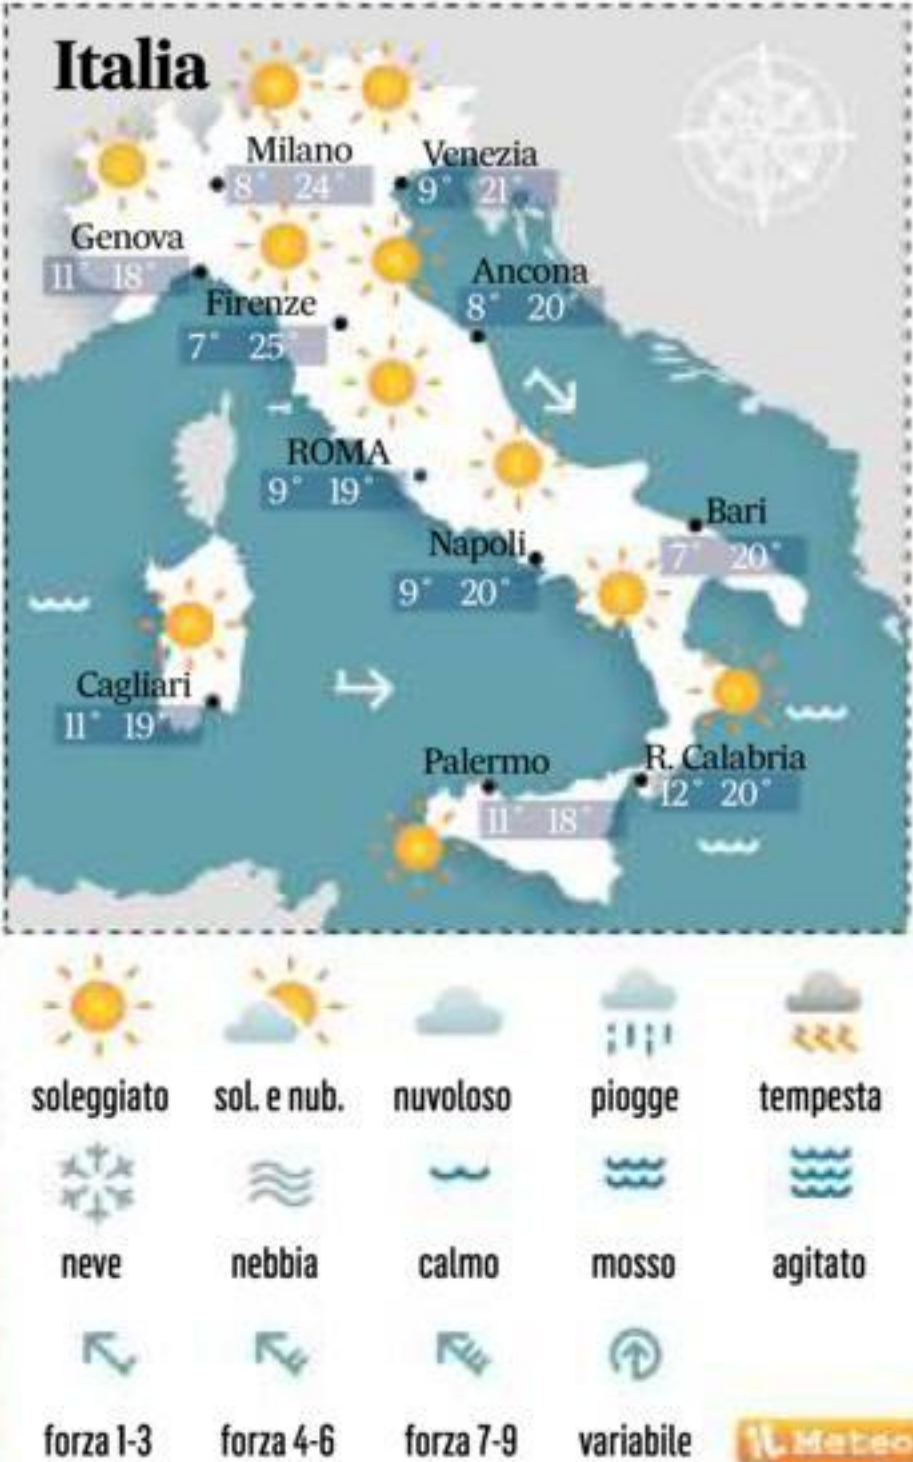 Italia
Milano
8° 24°
Venezia
9° 21°
Genova
11° 18°
Ancona
8° 20°
Firenze
7° 25°
ROMA
9° 19°
Bari
7° 20°
Napoli
9° 20°
Cagliari
11° 19°
Palermo
11° 18°
R. Calabria
12° 20°
soleggiato sol. e nub. nuvoloso piogge tempesta
neve nebbia calmo mosso agitato
forza 1-3 forza 4-6 forza 7-9 variabile
iL Meteo